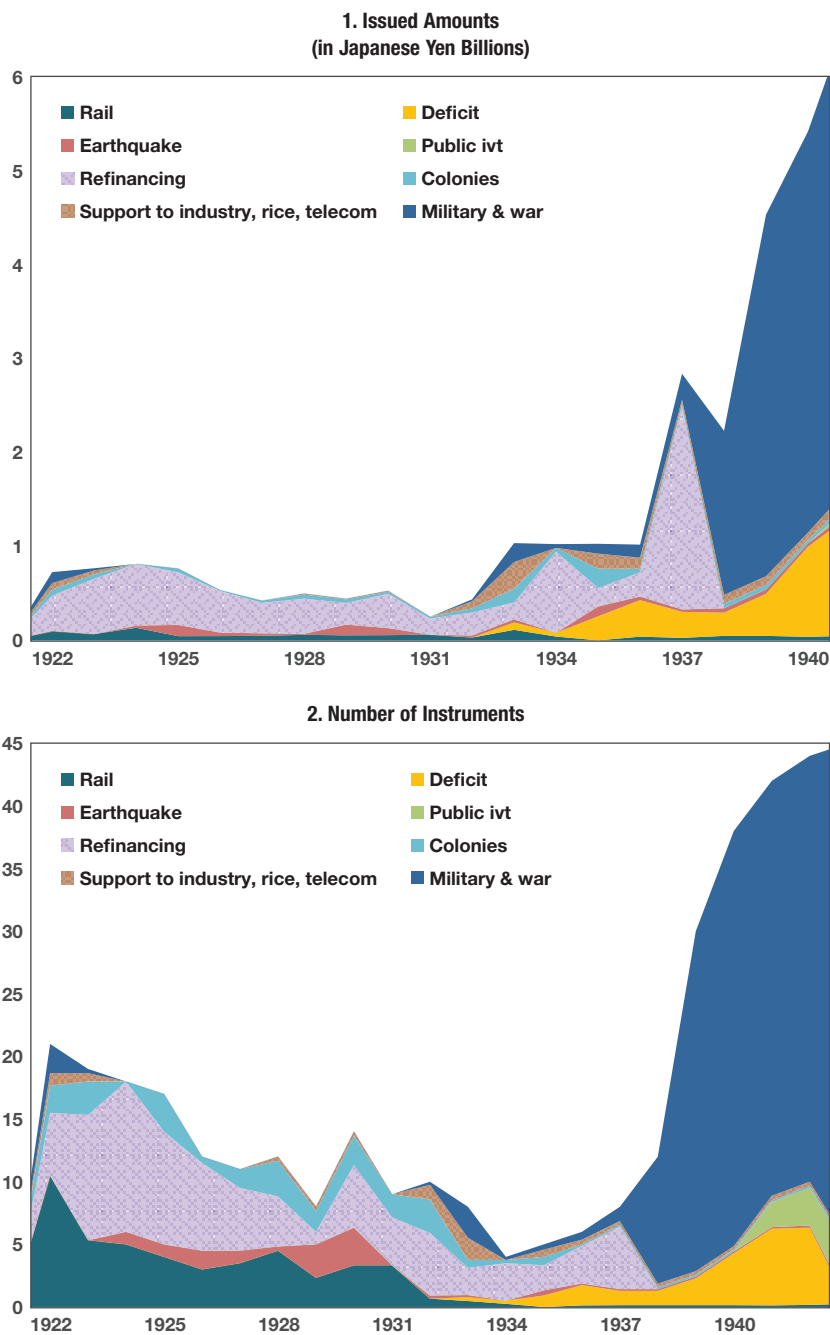 1. Issued Amounts
(in Japanese Yen Billions)
6
5
4
3
2
1
0
Rail
Earthquake
Refinancing
Support to industry, rice, telecom
Deficit
Public ivt
Colonies
Military & war
1922 1925 1928 1931 1934 1937 1940
2. Number of Instruments
45
40
35
30
25
20
15
10
5
0
Rail
Earthquake
Refinancing
Support to industry, rice, telecom
Deficit
Public ivt
Colonies
Military & war
1922 1925 1928 1931 1934 1937 1940